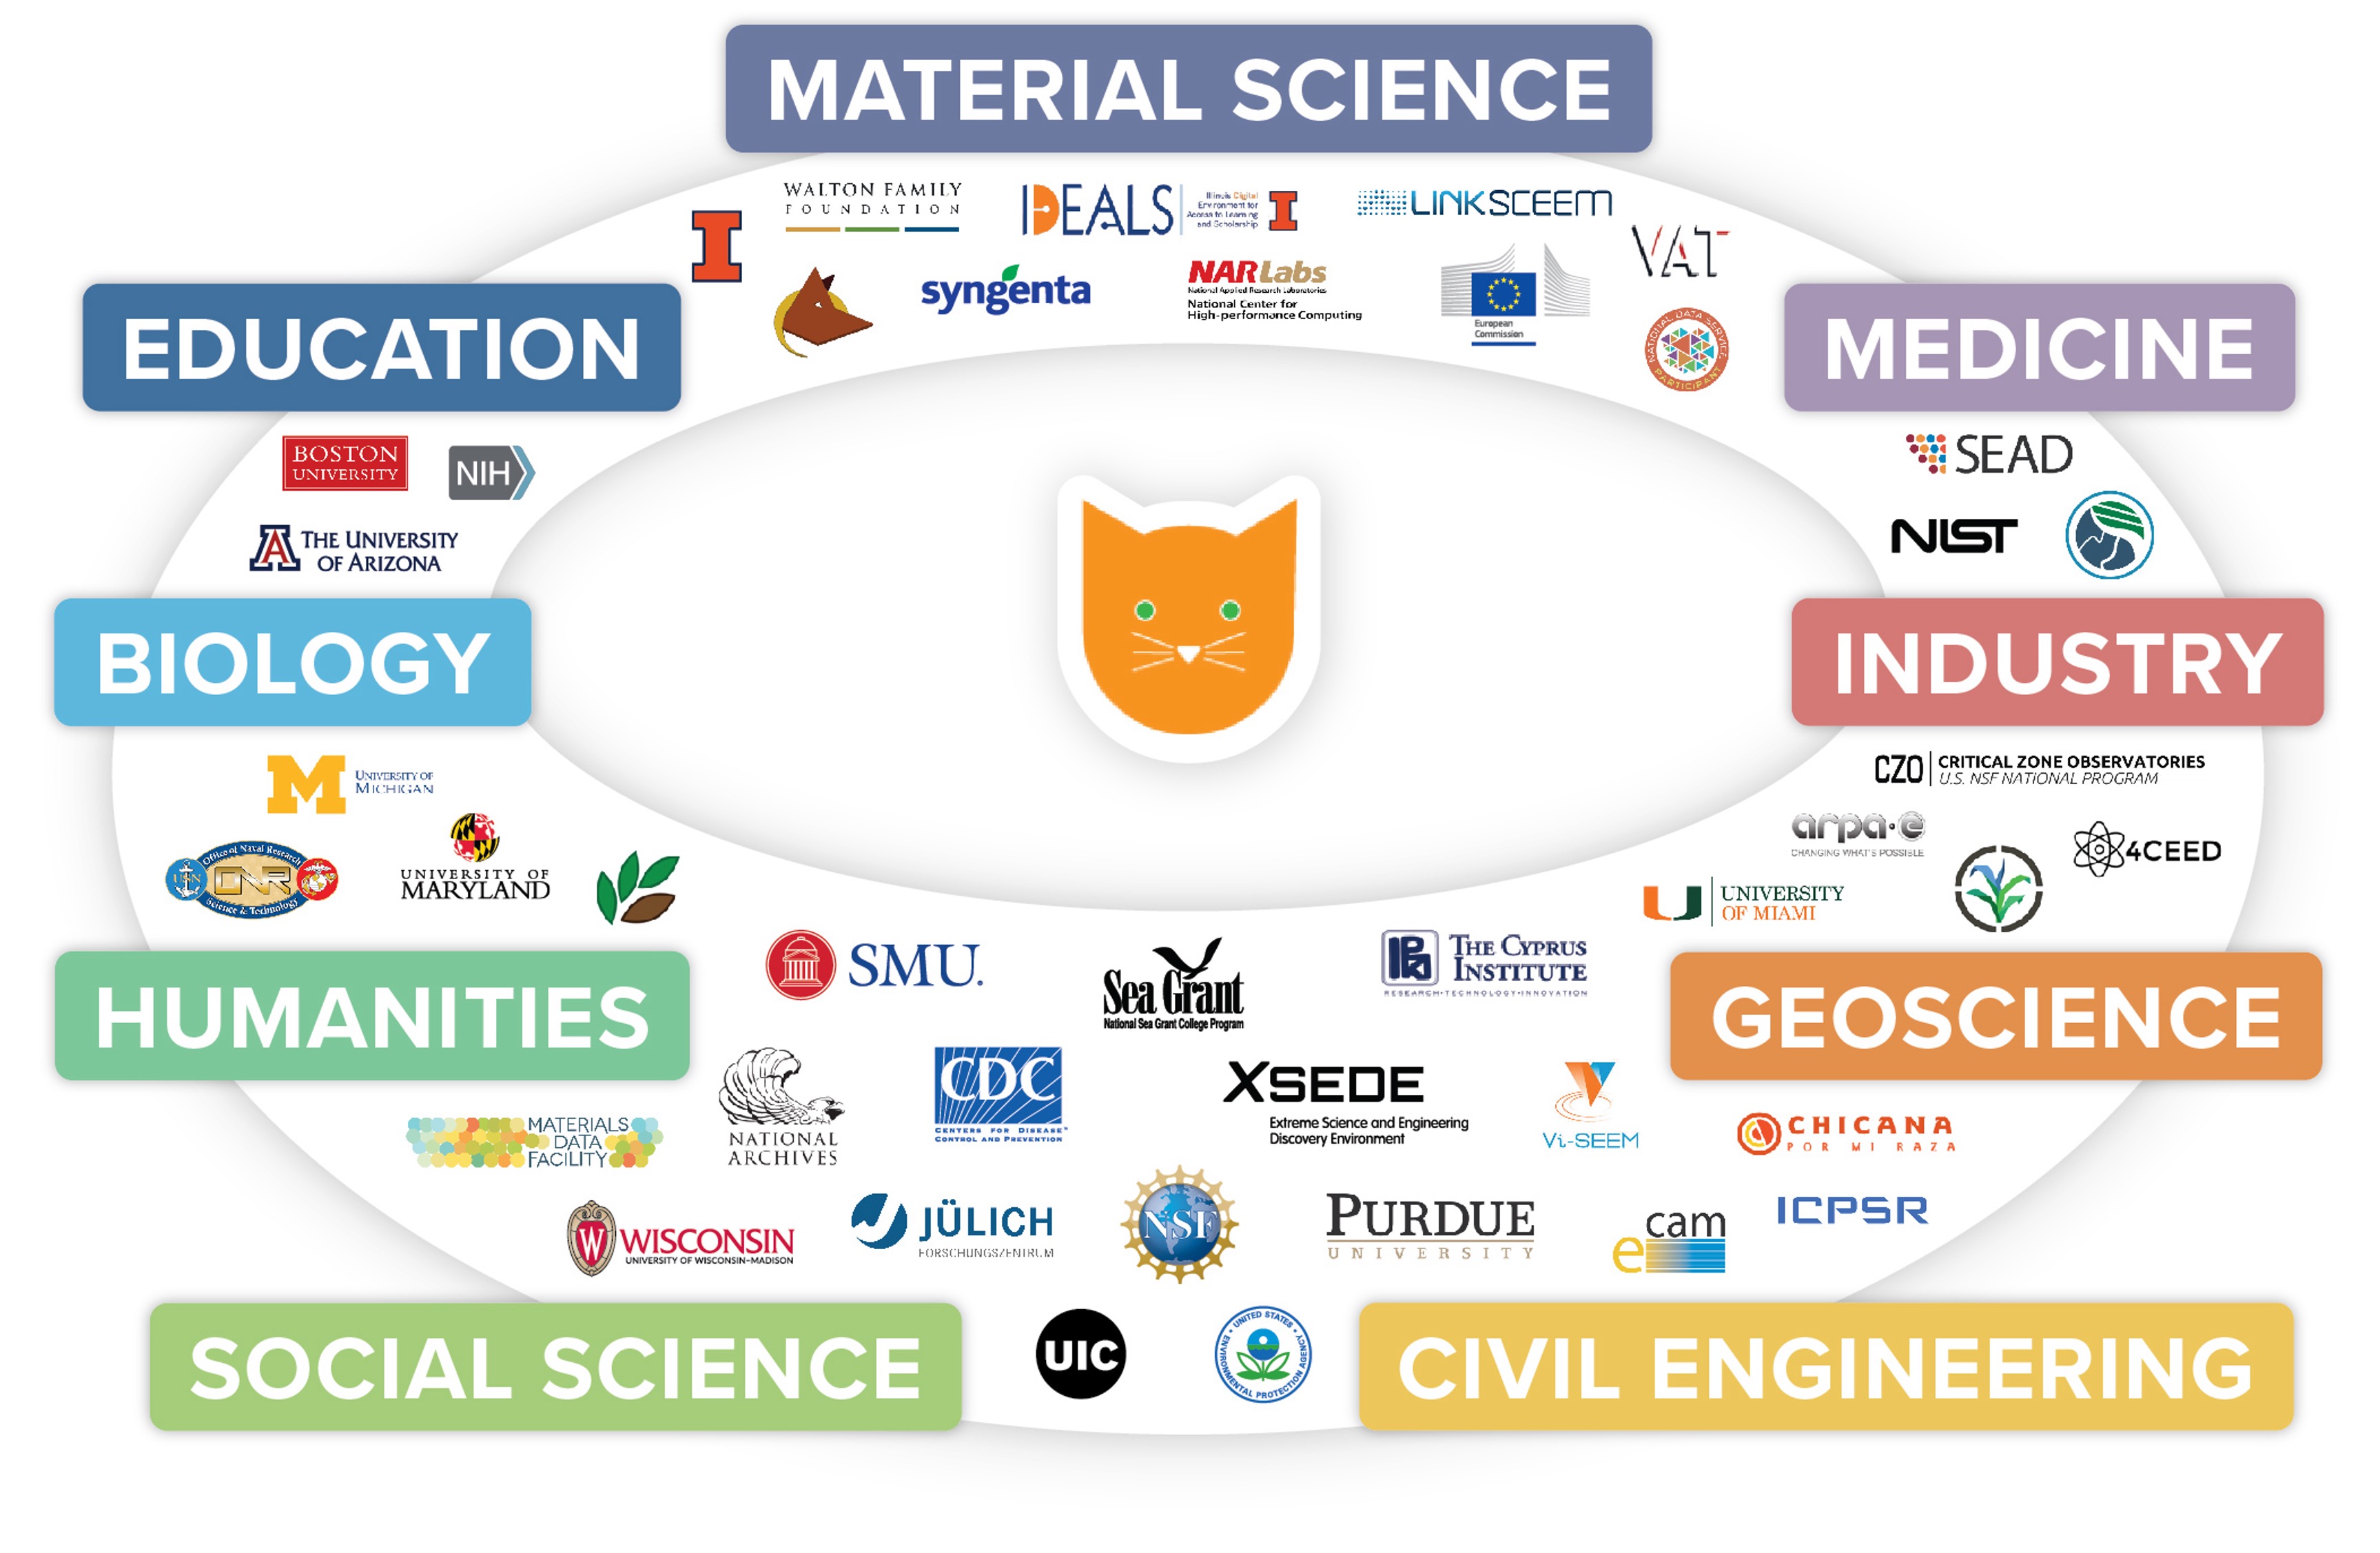 MATERIAL SCIENCE
WALTON FAMILY
FOUNDATION
IDEALS
Illinois Digital
Environment for
Access to Learning
and Scholarship
LINKSCEEM
I
VAT
syngenta
NARLabs
National Applied Research Laboratories
National Center for
High-performance Computing
European
Commission
NATIONAL DATA SERVICE
PARTICIPANT
EDUCATION
MEDICINE
BOSTON
UNIVERSITY
NIH
SEAD
THE UNIVERSITY
OF ARIZONA
NIST
BIOLOGY
INDUSTRY
M
UNIVERSITY OF
MICHIGAN
CZO
CRITICAL ZONE OBSERVATORIES
U.S. NSF NATIONAL PROGRAM
Office of Naval Research
USN
ONR
Science & Technology
UNIVERSITY OF
MARYLAND
arpa·e
CHANGING WHAT'S POSSIBLE
4CEED
UNIVERSITY
OF MIAMI
HUMANITIES
SMU.
Sea Grant
National Sea Grant College Program
THE CYPRUS
INSTITUTE
RESEARCH•TECHNOLOGY•INNOVATION
GEOSCIENCE
MATERIALS
DATA
FACILITY
NATIONAL
ARCHIVES
CDC
CENTERS FOR DISEASE™
CONTROL AND PREVENTION
XSEDE
Extreme Science and Engineering
Discovery Environment
Vi-SEEM
CHICANA
POR MI RAZA
W
WISCONSIN
UNIVERSITY OF WISCONSIN–MADISON
JÜLICH
FORSCHUNGSZENTRUM
NSF
PURDUE
UNIVERSITY
ecam
ICPSR
SOCIAL SCIENCE
UIC
UNITED STATES
ENVIRONMENTAL PROTECTION AGENCY
CIVIL ENGINEERING